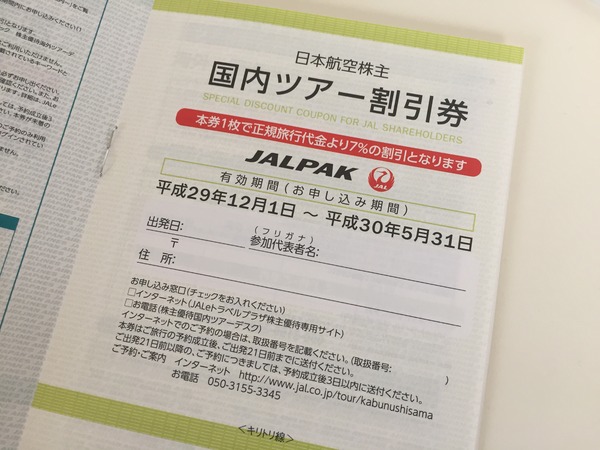 日本航空株主
国内ツアー割引券
SPECIAL DISCOUNT COUPON FOR JAL SHAREHOLDERS
本券1枚で正規旅行代金より7%の割引となります
JALPAK JAL
有効期間(お申し込み期間)
平成29年12月1日 ～ 平成30年5月31日
出発日:
(フリガナ)
参加代表者名:
〒
住 所:
お申し込み窓口(チェックをお入れください)
□インターネット(JALeトラベルプラザ株主優待専用サイト)
□お電話(株主優待国内ツアーデスク)
インターネットでのご予約の場合は、取扱番号を記載ください。(取扱番号: )
本券はご旅行の予約成立後、ご出発21日前までに送付ください。
ご出発21日前以降の、ご予約につきましては、予約成立後3日以内に送付ください。
ご予約・ご案内 インターネット http://www.jal.co.jp/tour/kabunushisama
お電話 050-3155-3345
<キリトリ線>